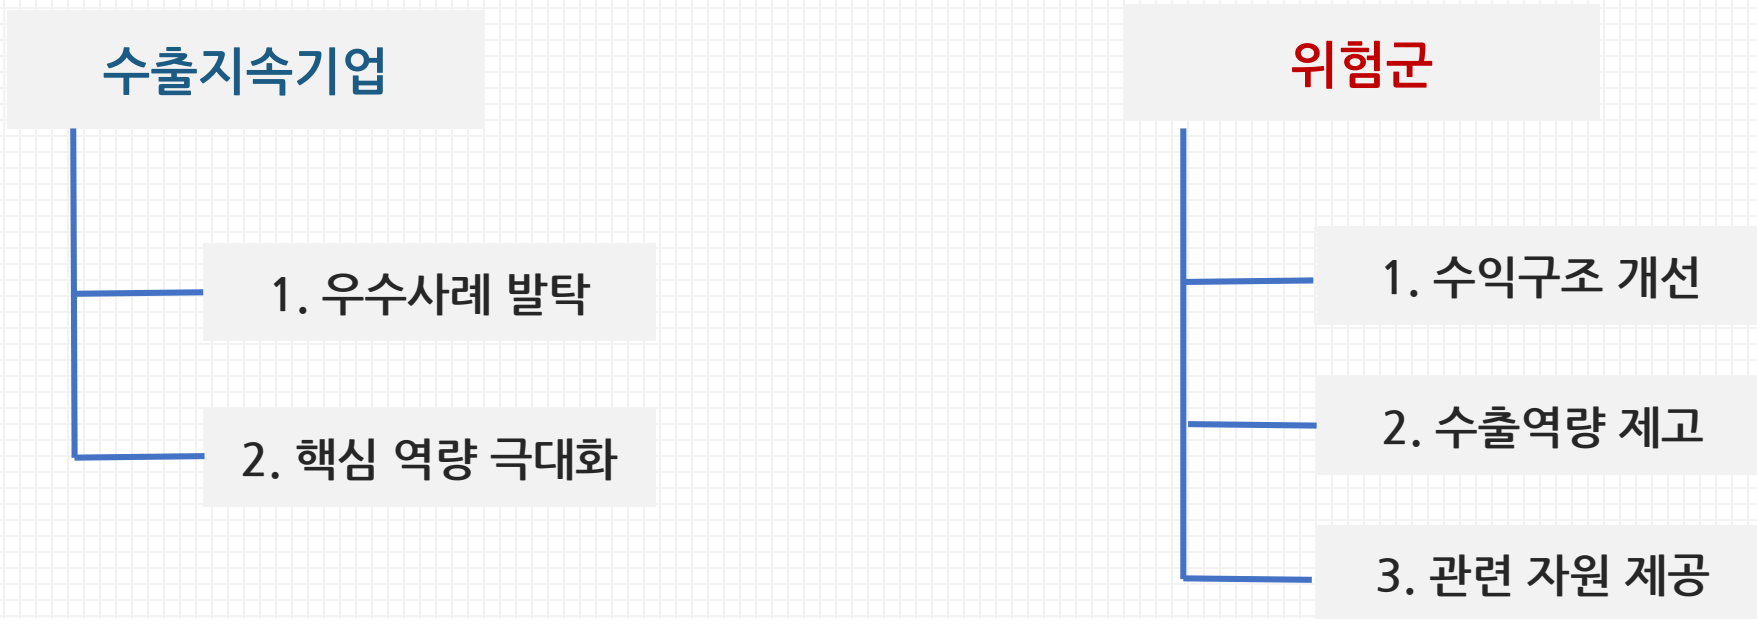 수출지속기업
1. 우수사례 발탁
2. 핵심 역량 극대화
위험군
1. 수익구조 개선
2. 수출역량 제고
3. 관련 자원 제공